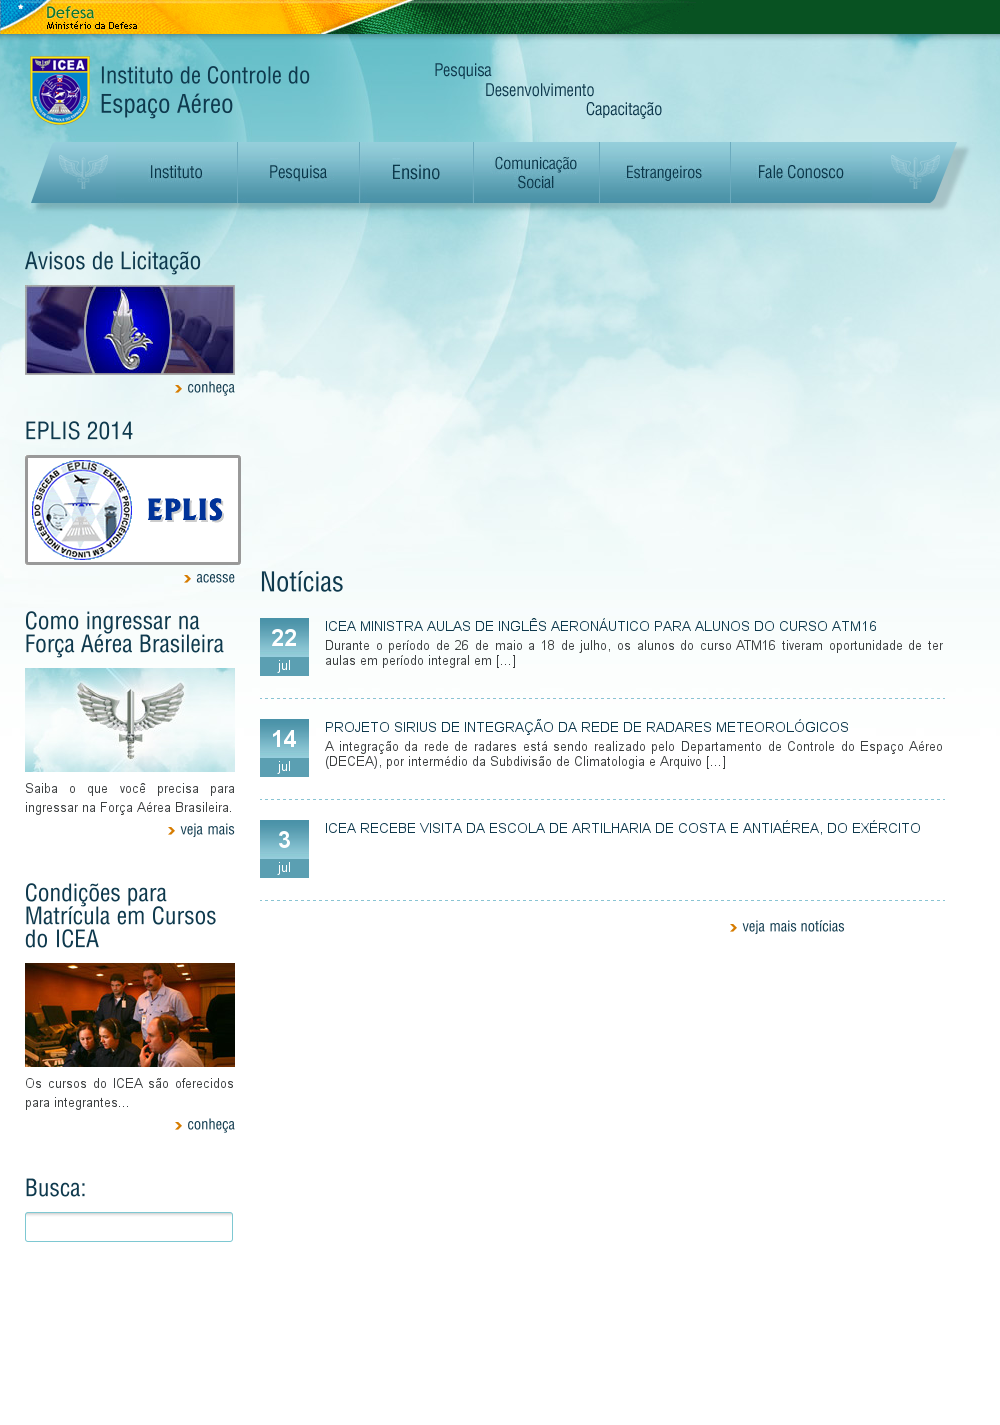 Defesa
Ministério da Defesa
ICEA
Instituto de Controle do
Espaço Aéreo
Pesquisa
Desenvolvimento
Capacitação
Instituto
Pesquisa
Ensino
Comunicação
Social
Estrangeiros
Fale Conosco
Avisos de Licitação
conheça
EPLIS 2014
EPLIS EXAME PROFICIÊNCIA EM LINGUA INGLESA DO SISCEAB
EPLIS
acesse
Como ingressar na
Força Aérea Brasileira
Saiba o que você precisa para
ingressar na Força Aérea Brasileira.
veja mais
Condições para
Matrícula em Cursos
do ICEA
Os cursos do ICEA são oferecidos
para integrantes...
conheça
Busca:
Notícias
22
jul
ICEA MINISTRA AULAS DE INGLÊS AERONÁUTICO PARA ALUNOS DO CURSO ATM16
Durante o período de 26 de maio a 18 de julho, os alunos do curso ATM16 tiveram oportunidade de ter
aulas em período integral em [...]
14
jul
PROJETO SIRIUS DE INTEGRAÇÃO DA REDE DE RADARES METEOROLÓGICOS
A integração da rede de radares está sendo realizado pelo Departamento de Controle do Espaço Aéreo
(DECEA), por intermédio da Subdivisão de Climatologia e Arquivo [...]
3
jul
ICEA RECEBE VISITA DA ESCOLA DE ARTILHARIA DE COSTA E ANTIAÉREA, DO EXÉRCITO
veja mais notícias